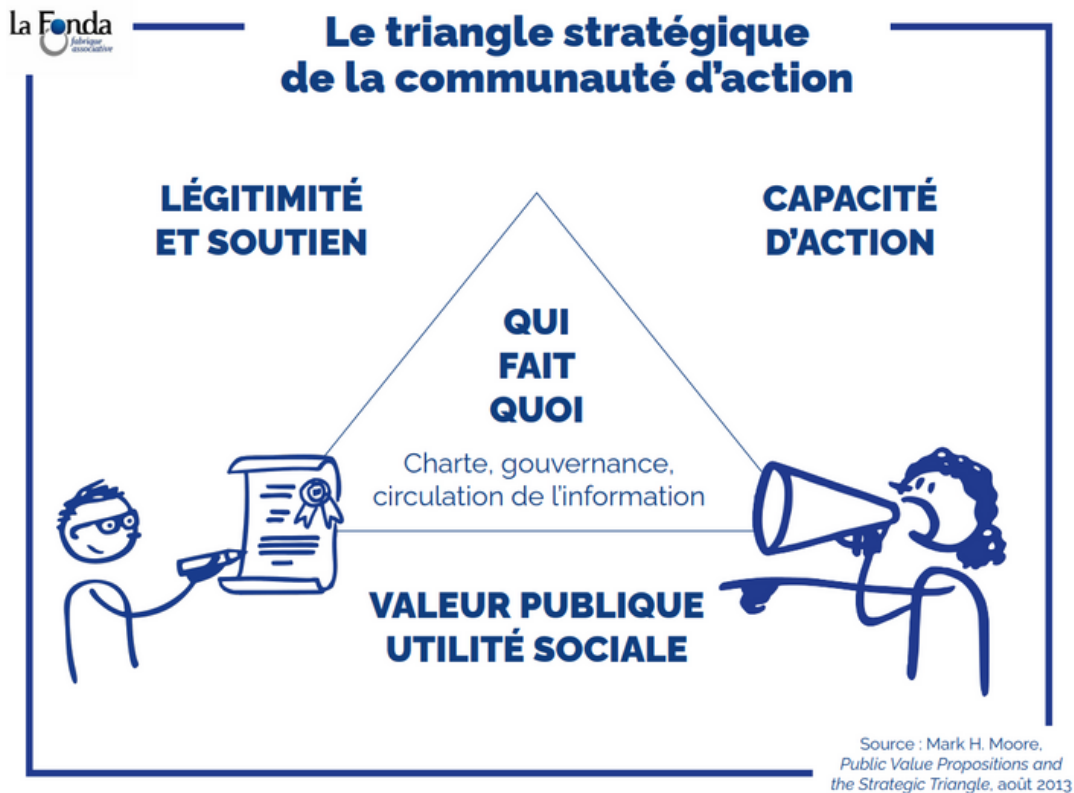 La Fonda
fabrique
associative
Le triangle stratégique
de la communauté d'action
LÉGITIMITÉ
ET SOUTIEN
CAPACITÉ
D'ACTION
QUI
FAIT
QUOI
Charte, gouvernance,
circulation de l'information
VALEUR PUBLIQUE
UTILITÉ SOCIALE
Source : Mark H. Moore,
Public Value Propositions and
the Strategic Triangle, août 2013